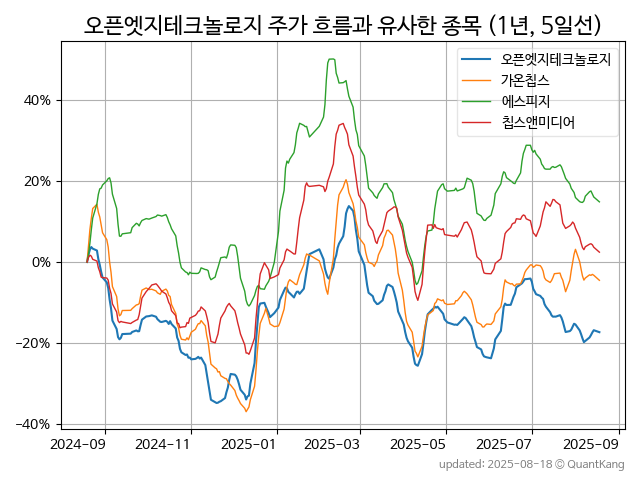 오픈엣지테크놀로지 주가 흐름과 유사한 종목 (1년, 5일선)
오픈엣지테크놀로지
가온칩스
에스피지
칩스앤미디어
40%
20%
0%
−20%
−40%
2024-09 2024-11 2025-01 2025-03 2025-05 2025-07 2025-09
updated: 2025-08-18 © QuantKang